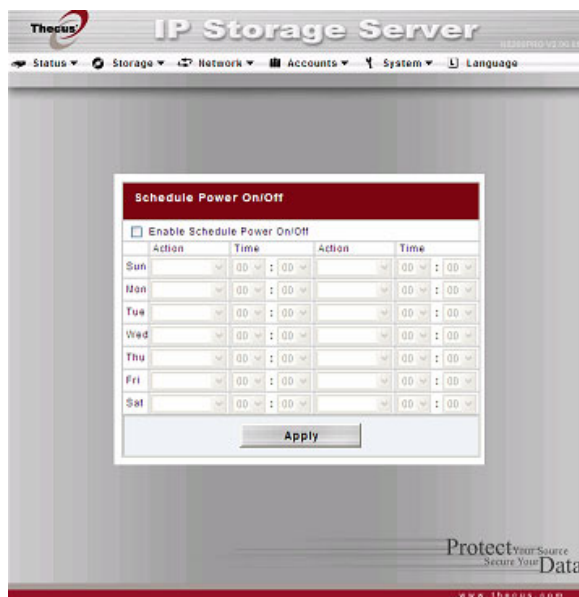 Thecus
IP Storage Server
Status Storage Network Accounts System L Language
Schedule Power On/Off
Enable Schedule Power On/Off
Action Time Action Time
Sun 00 : 00 00 : 00
Mon 00 : 00 00 : 00
Tue 00 : 00 00 : 00
Wed 00 : 00 00 : 00
Thu 00 : 00 00 : 00
Fri 00 : 00 00 : 00
Sat 00 : 00 00 : 00
Apply
Protect Your Source
Secure Your Data
www.thecus.com